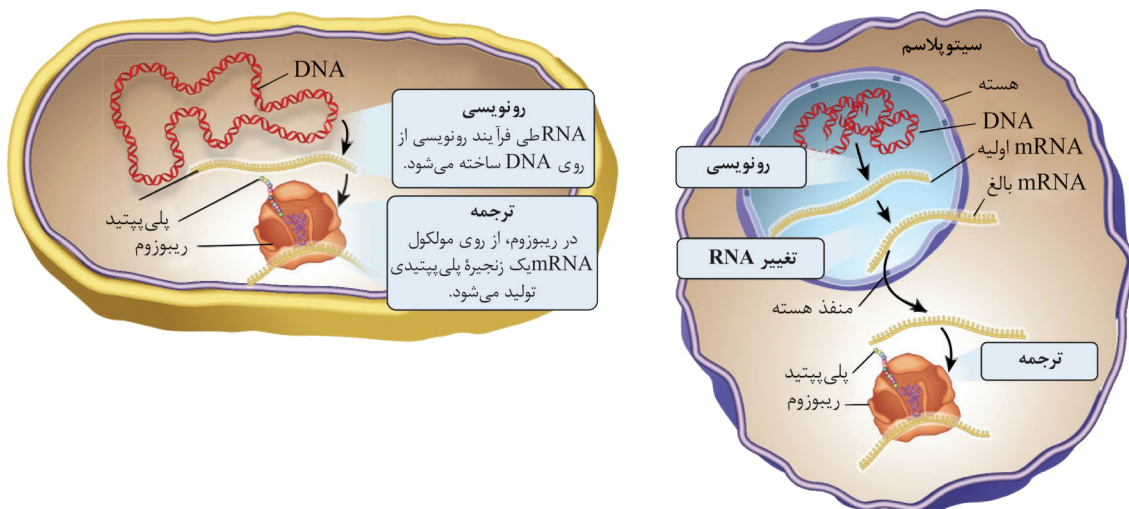 DNA
رونویسی
RNAطی فرآیند رونویسی از
روی DNA ساخته می‌شود.
پلی‌پپتید
ریبوزوم
ترجمه
در ریبوزوم، از روی مولکول
mRNAیک زنجیرهٔ پلی‌پپتیدی
تولید می‌شود.
سیتوپلاسم
هسته
DNA
mRNA اولیه
mRNA بالغ
رونویسی
تغییر RNA
منفذ هسته
ترجمه
پلی‌پپتید
ریبوزوم